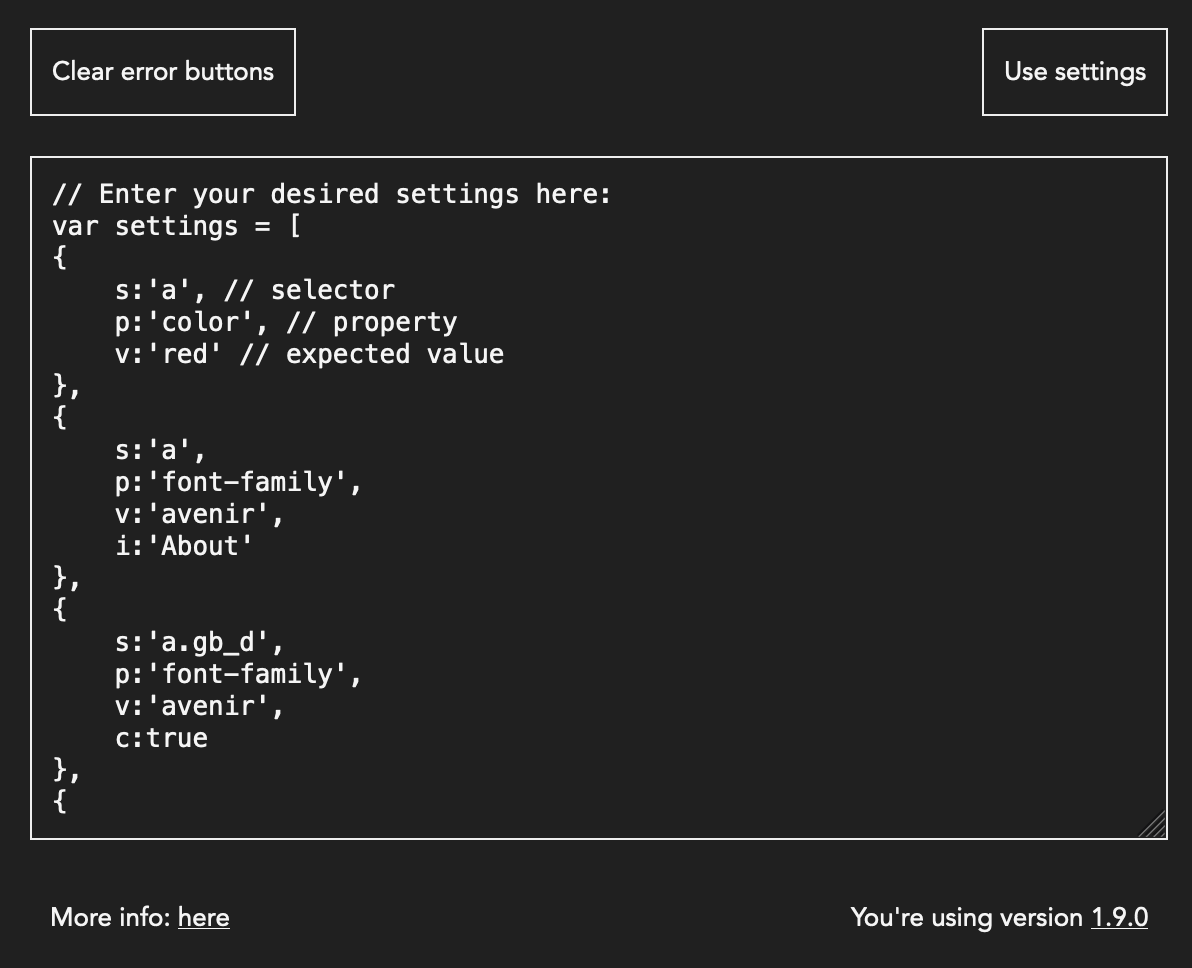 Clear error buttons
Use settings
// Enter your desired settings here:
var settings = [
{
    s:'a', // selector
    p:'color', // property
    v:'red' // expected value
},
{
    s:'a',
    p:'font-family',
    v:'avenir',
    i:'About'
},
{
    s:'a.gb_d',
    p:'font-family',
    v:'avenir',
    c:true
},
{
More info: here
You're using version 1.9.0